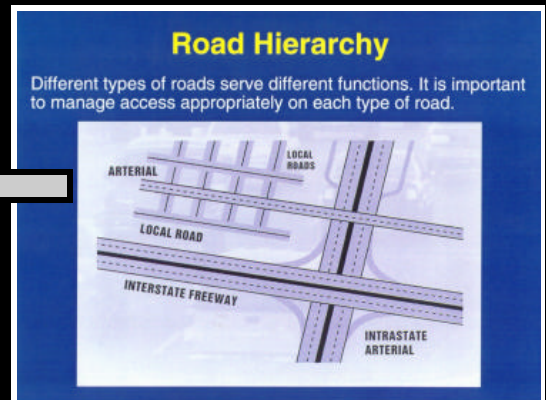 Road Hierarchy
Different types of roads serve different functions. It is important
to manage access appropriately on each type of road.
LOCAL
ROADS
ARTERIAL
LOCAL ROAD
INTERSTATE FREEWAY
INTRASTATE
ARTERIAL